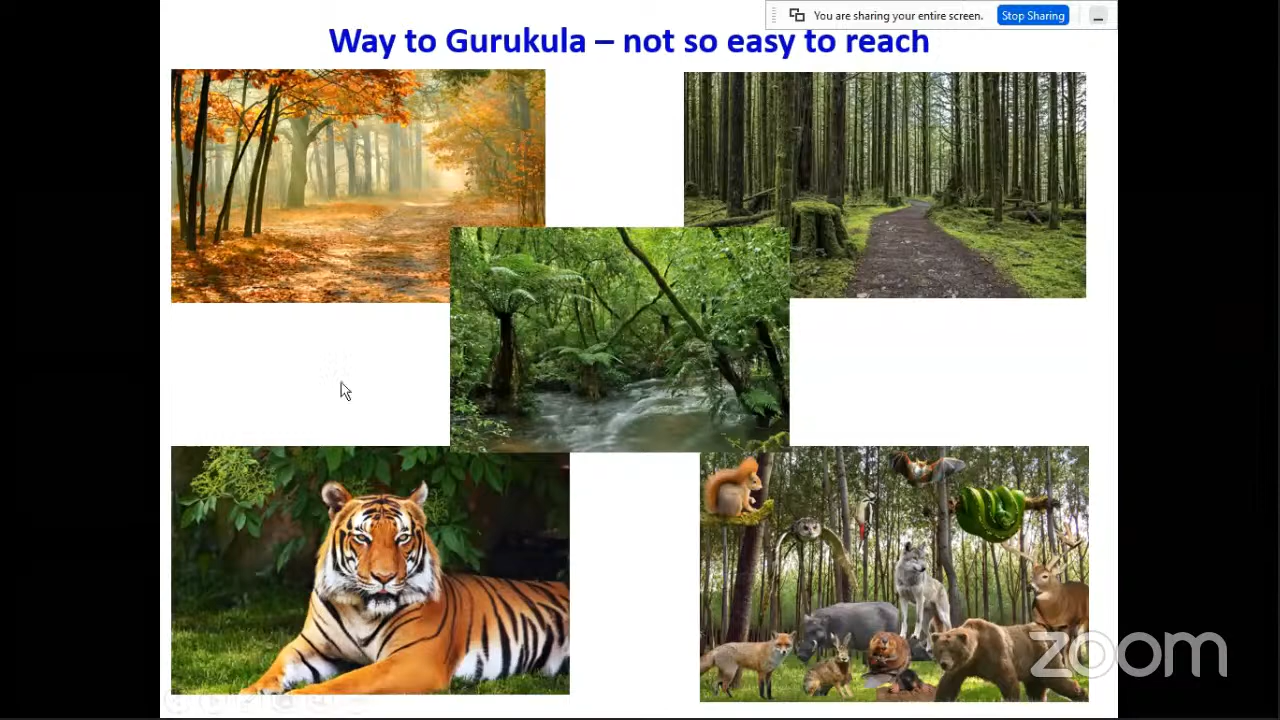 You are sharing your entire screen. Stop Sharing
Way to Gurukula – not so easy to reach
zoom